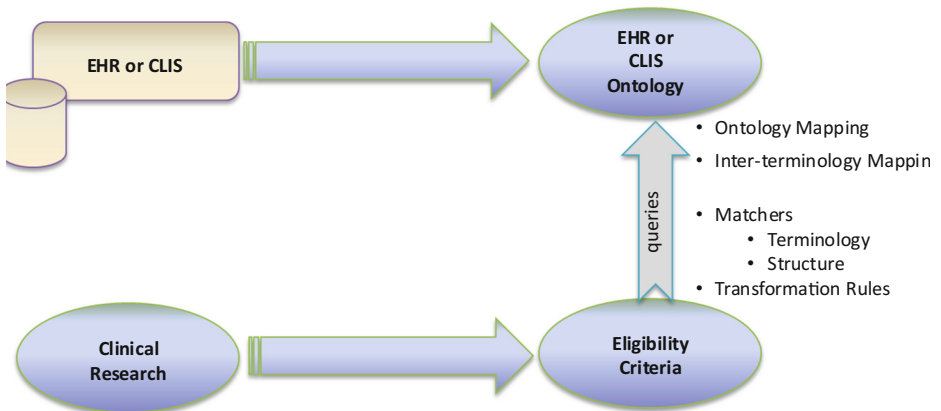 EHR or CLIS
EHR or
CLIS
Ontology
• Ontology Mapping
• Inter-terminology Mappin
queries
• Matchers
• Terminology
• Structure
• Transformation Rules
Clinical
Research
Eligibility
Criteria